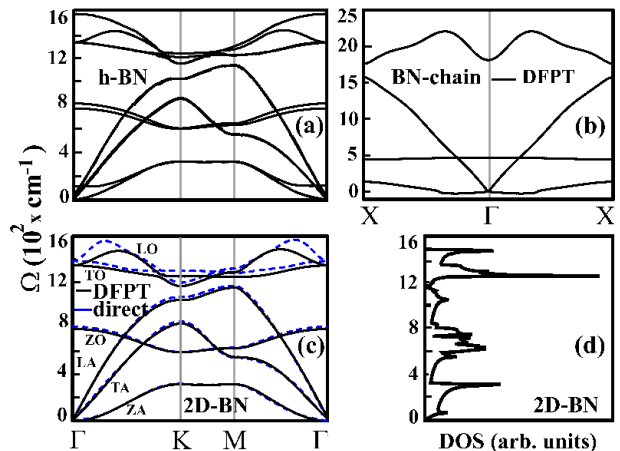 16
12
8
4
0
h-BN
(a)
25
20
15
10
5
0
BN-chain — DFPT
(b)
X Γ X
Ω (10² x cm⁻¹)
16
12
8
4
0
LO
TO
DFPT
direct
ZO
LA
TA
ZA
(c)
2D-BN
Γ K M Γ
16
12
8
4
0
(d)
2D-BN
DOS (arb. units)